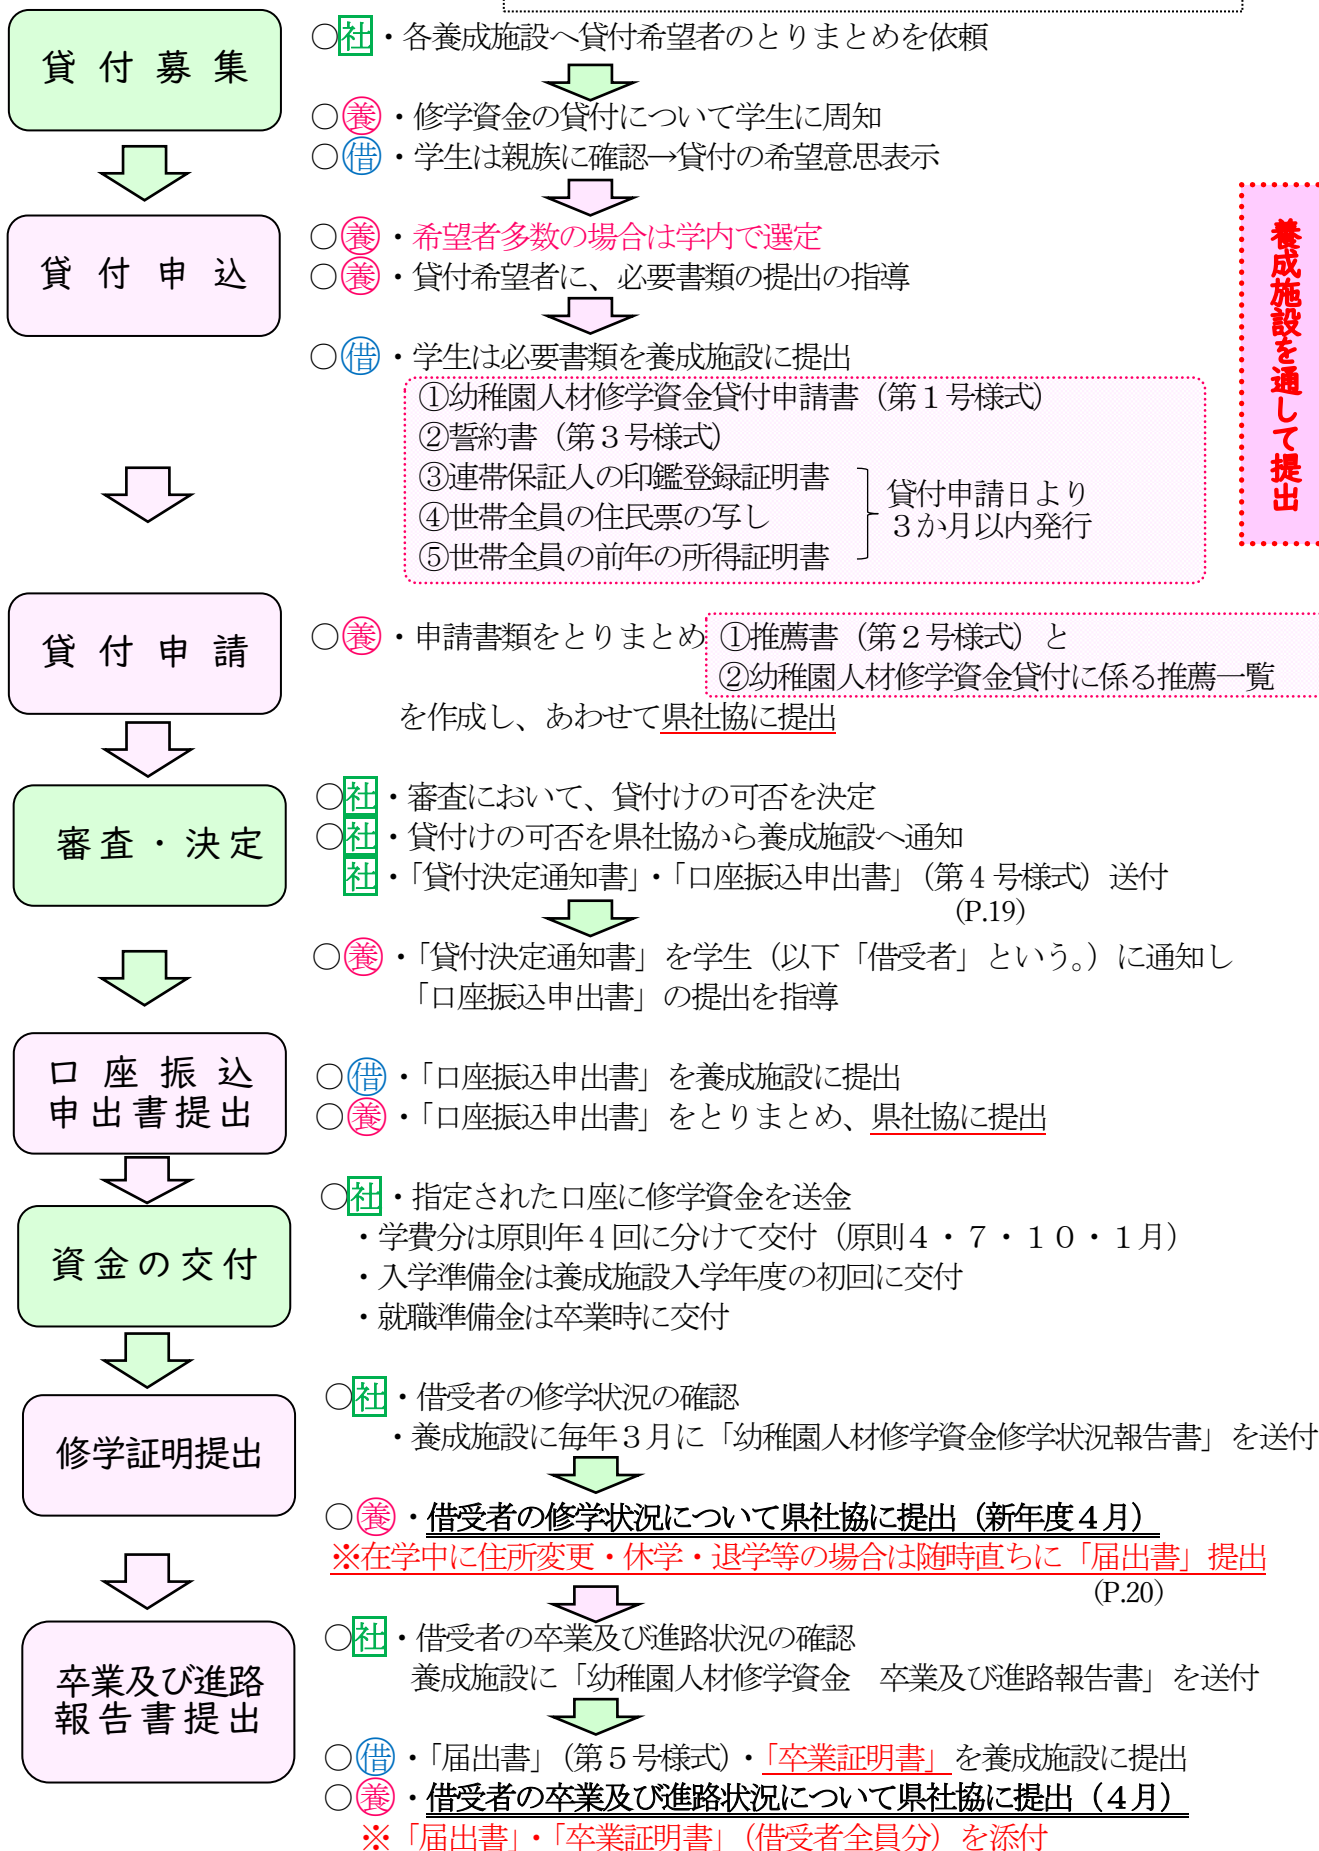 貸付募集
○社・各養成施設へ貸付希望者のとりまとめを依頼
○養・修学資金の貸付について学生に周知
○借・学生は親族に確認→貸付の希望意思表示
貸付申込
○養・希望者多数の場合は学内で選定
○養・貸付希望者に、必要書類の提出の指導
○借・学生は必要書類を養成施設に提出
①幼稚園人材修学資金貸付申請書（第１号様式）
②誓約書（第３号様式）
③連帯保証人の印鑑登録証明書
④世帯全員の住民票の写し
⑤世帯全員の前年の所得証明書
貸付申請日より
３か月以内発行
養成施設を通して提出
貸付申請
○養・申請書類をとりまとめ ①推薦書（第２号様式）と
②幼稚園人材修学資金貸付に係る推薦一覧
を作成し、あわせて県社協に提出
審査・決定
○社・審査において、貸付けの可否を決定
○社・貸付けの可否を県社協から養成施設へ通知
社・「貸付決定通知書」・「口座振込申出書」（第４号様式）送付
(P.19)
○養・「貸付決定通知書」を学生（以下「借受者」という。）に通知し
「口座振込申出書」の提出を指導
口座振込
申出書提出
○借・「口座振込申出書」を養成施設に提出
○養・「口座振込申出書」をとりまとめ、県社協に提出
資金の交付
○社・指定された口座に修学資金を送金
・学費分は原則年４回に分けて交付（原則４・７・１０・１月）
・入学準備金は養成施設入学年度の初回に交付
・就職準備金は卒業時に交付
修学証明提出
○社・借受者の修学状況の確認
・養成施設に毎年３月に「幼稚園人材修学資金修学状況報告書」を送付
○養・借受者の修学状況について県社協に提出（新年度４月）
※在学中に住所変更・休学・退学等の場合は随時直ちに「届出書」提出
(P.20)
卒業及び進路
報告書提出
○社・借受者の卒業及び進路状況の確認
養成施設に「幼稚園人材修学資金　卒業及び進路報告書」を送付
○借・「届出書」（第５号様式）・「卒業証明書」を養成施設に提出
○養・借受者の卒業及び進路状況について県社協に提出（４月）
※「届出書」・「卒業証明書」（借受者全員分）を添付